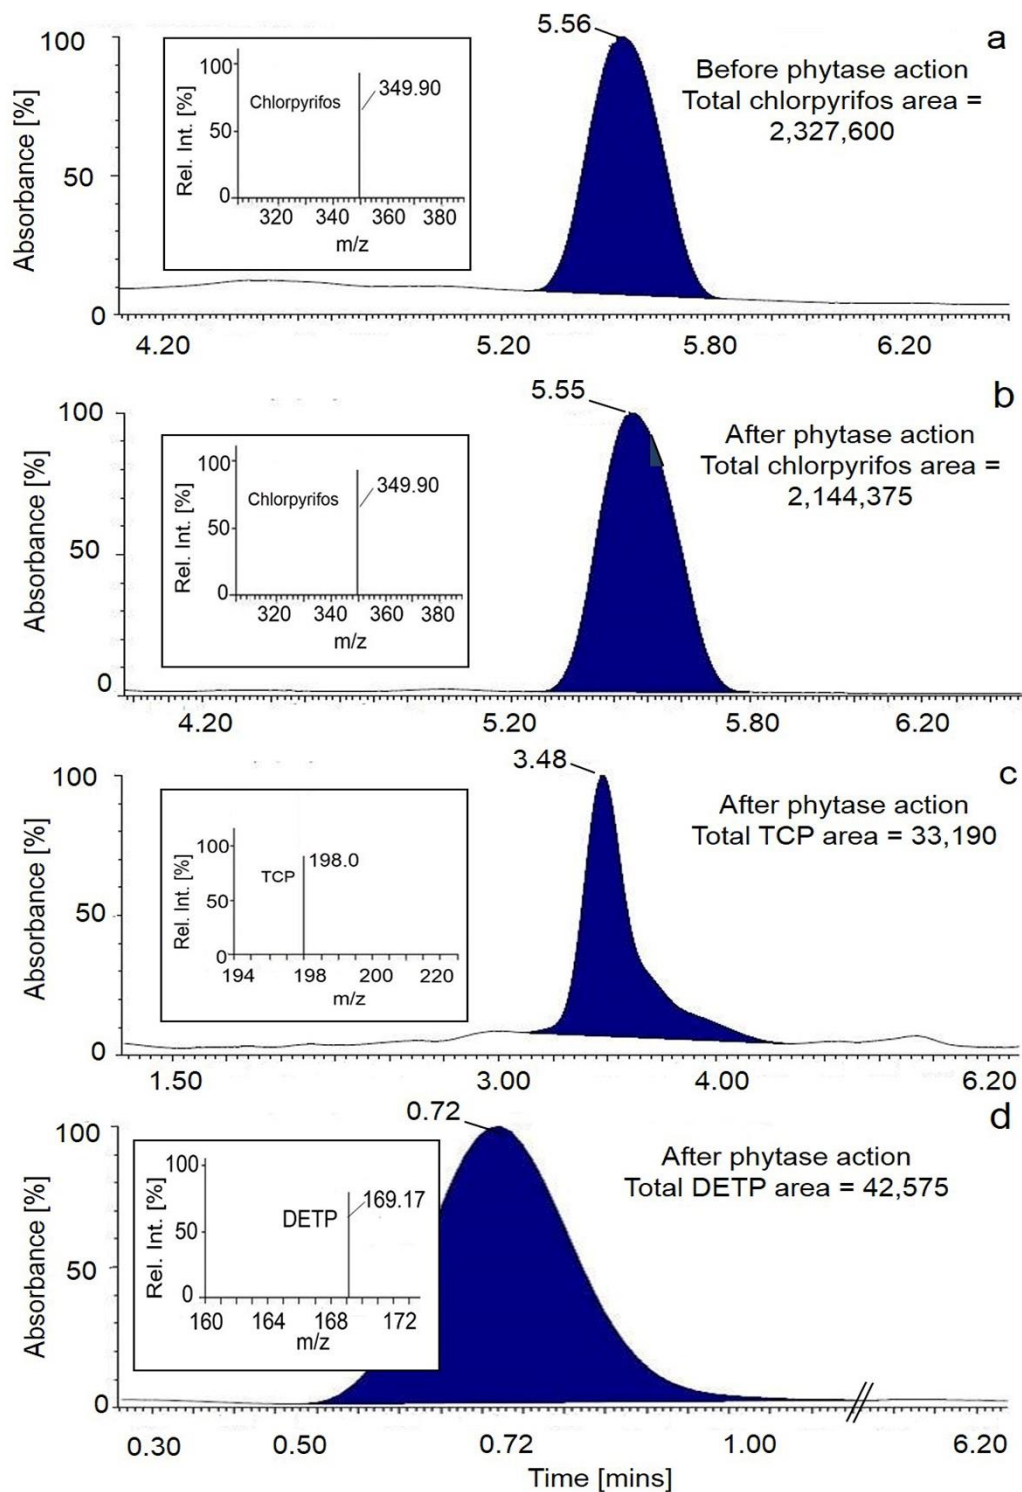 a
5.56
Before phytase action
Total chlorpyrifos area =
2,327,600
Absorbance [%]
100
50
0
Rel. Int. [%]
100
50
0
Chlorpyrifos
349.90
320 340 360 380
m/z
4.20 5.20 5.80 6.20
b
5.55
After phytase action
Total chlorpyrifos area =
2,144,375
Absorbance [%]
100
50
0
Rel. Int. [%]
100
50
0
Chlorpyrifos
349.90
320 340 360 380
m/z
4.20 5.20 5.80 6.20
c
3.48
After phytase action
Total TCP area = 33,190
Absorbance [%]
100
50
0
Rel. Int. [%]
100
50
0
TCP
198.0
194 198 200 220
m/z
1.50 3.00 4.00 6.20
d
0.72
After phytase action
Total DETP area = 42,575
Absorbance [%]
100
50
0
Rel. Int. [%]
100
50
0
DETP
169.17
160 164 168 172
m/z
0.30 0.50 0.72 1.00 6.20
Time [mins]